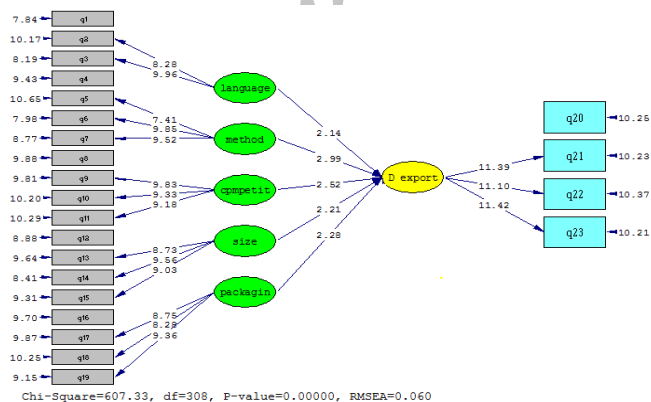 7.84 q1
10.17 q2
8.19 q3
9.43 q4
10.65 q5
7.98 q6
8.77 q7
9.88 q8
9.81 q9
10.20 q10
10.29 q11
8.88 q12
9.64 q13
8.41 q14
9.31 q15
9.70 q16
9.87 q17
10.25 q18
9.15 q19
8.28
9.96
7.41
9.85
9.52
9.83
9.33
9.18
8.73
9.56
9.03
8.75
8.28
9.36
language
method
cpmpetit
size
packagin
2.14
2.99
2.52
2.21
2.28
D export
11.39
11.10
11.42
q20 10.25
q21 10.23
q22 10.37
q23 10.21
Chi-Square=607.33, df=308, P-value=0.00000, RMSEA=0.060